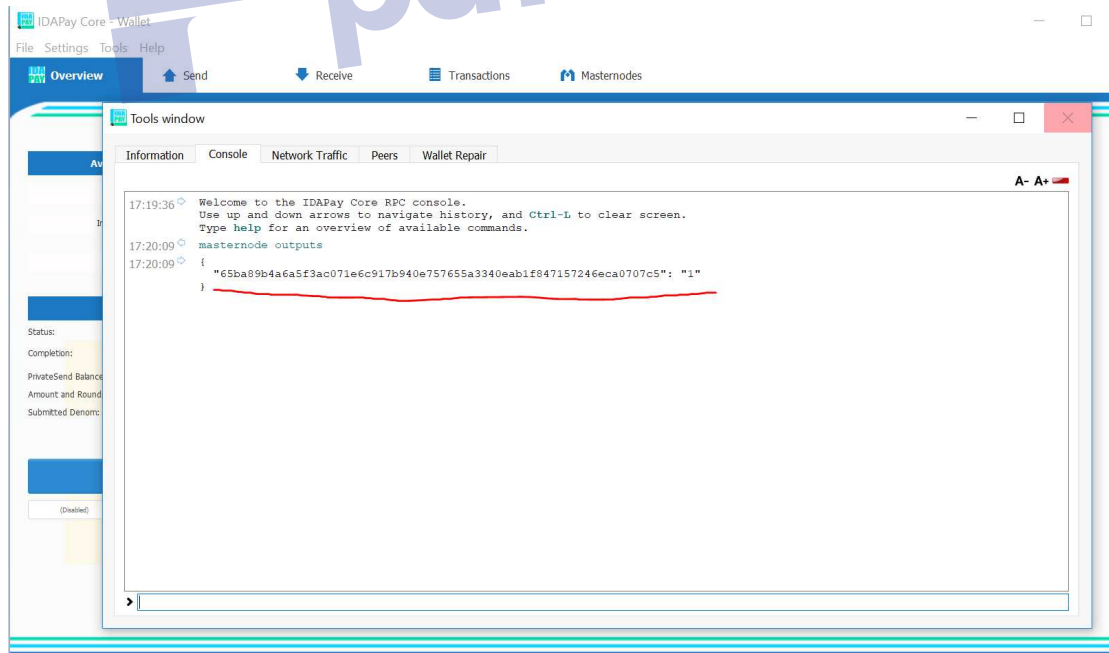 IDAPay Core - Wallet
File Settings Tools Help
Overview Send Receive Transactions Masternodes
Tools window
Information Console Network Traffic Peers Wallet Repair
A- A+
17:19:36 Welcome to the IDAPay Core RPC console.
Use up and down arrows to navigate history, and Ctrl-L to clear screen.
Type help for an overview of available commands.
17:20:09 masternode outputs
17:20:09 {
"65ba89b4a6a5f3ac071e6c917b940e757655a3340eab1f847157246eca0707c5": "1"
}
Status:
Completion:
PrivateSend Balance
Amount and Round
Submitted Denom:
(Disabled)